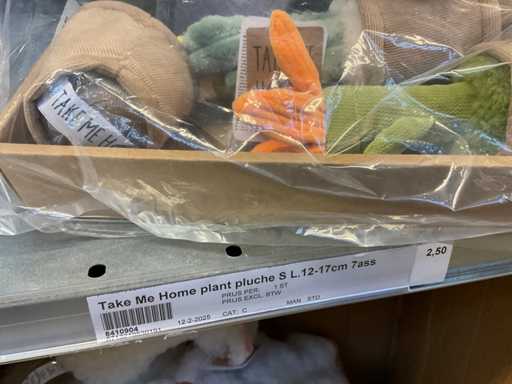 TAKE ME HO
TAKE ME
Take Me Home plant pluche S L.12-17cm 7ass
2,50
PRIJS PER. 1 ST
PRIJS EXCL. BTW
6410904
12-2-2025 CAT: C MAN STD